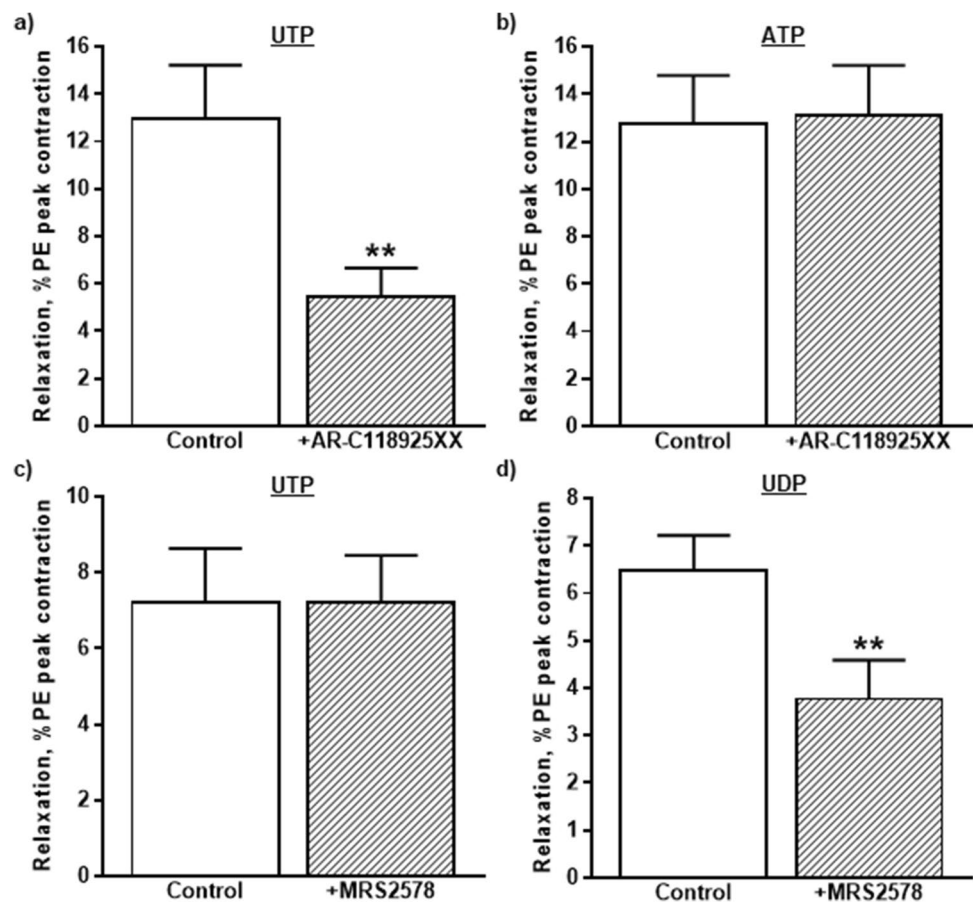 a)
UTP
Relaxation, % PE peak contraction
16
14
12
10
8
6
4
2
0
**
Control
+AR-C118925XX
b)
ATP
Relaxation, % PE peak contraction
16
14
12
10
8
6
4
2
0
Control
+AR-C118925XX
c)
UTP
Relaxation, % PE peak contraction
10
8
6
4
2
0
Control
+MRS2578
d)
UDP
Relaxation, % PE peak contraction
8
7
6
5
4
3
2
1
0
**
Control
+MRS2578